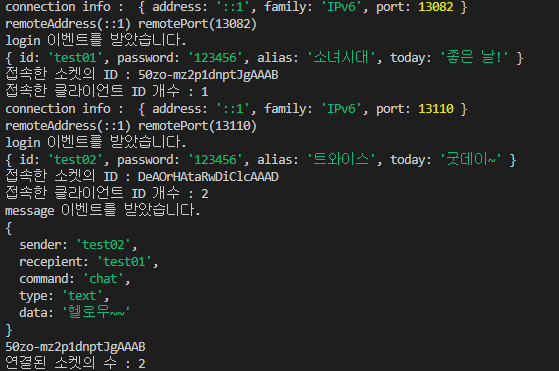 connection info :  { address: '::1', family: 'IPv6', port: 13082 }
remoteAddress(::1) remotePort(13082)
login 이벤트를 받았습니다.
{ id: 'test01', password: '123456', alias: '소녀시대', today: '좋은 날!' }
접속한 소켓의 ID : 50zo-mz2p1dnptJgAAAB
접속한 클라이언트 ID 개수 : 1
connection info :  { address: '::1', family: 'IPv6', port: 13110 }
remoteAddress(::1) remotePort(13110)
login 이벤트를 받았습니다.
{ id: 'test02', password: '123456', alias: '트와이스', today: '굿데이~' }
접속한 소켓의 ID : DeAOrHAtaRwDiClcAAAD
접속한 클라이언트 ID 개수 : 2
message 이벤트를 받았습니다.
{
  sender: 'test02',
  recepient: 'test01',
  command: 'chat',
  type: 'text',
  data: '헬로우~~'
}
50zo-mz2p1dnptJgAAAB
연결된 소켓의 수 : 2